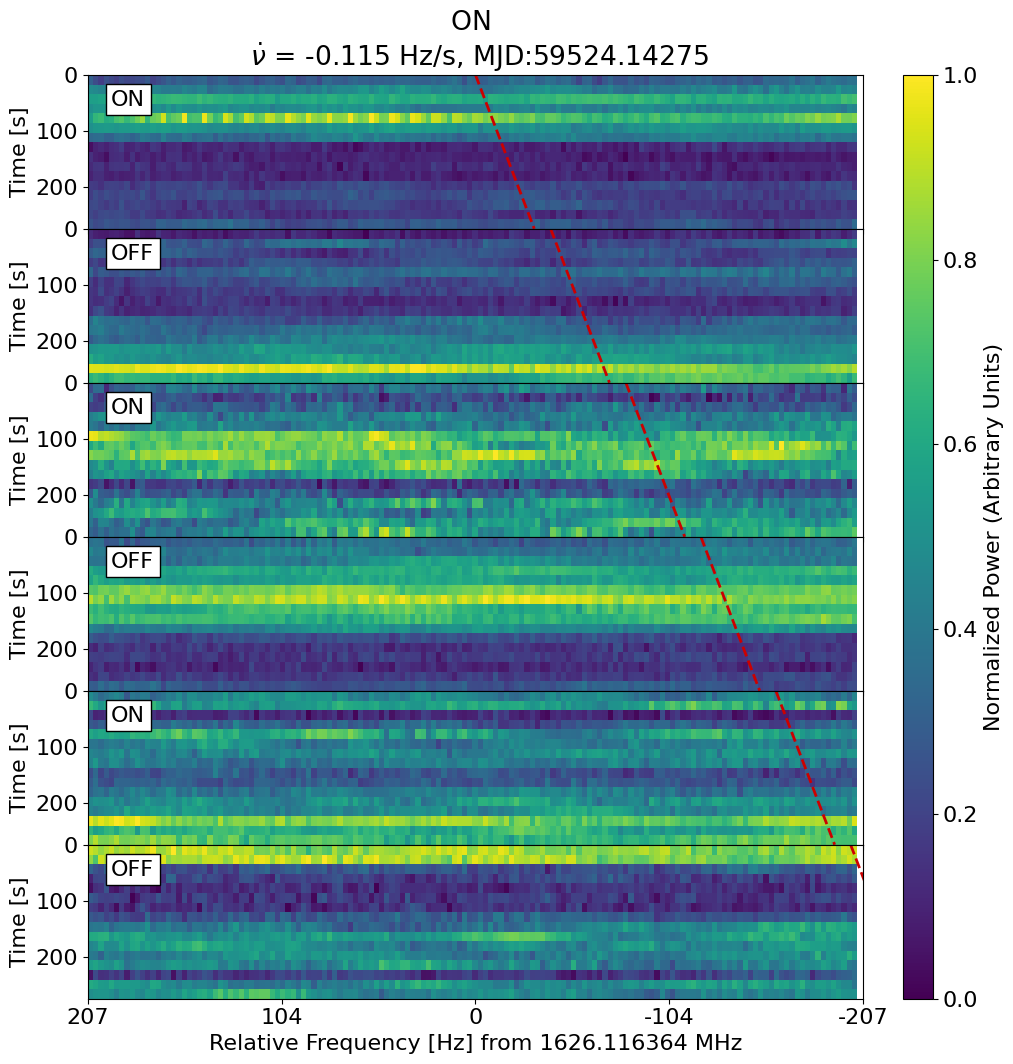 ON
ν̇ = -0.115 Hz/s, MJD:59524.14275
0
100
200
Time [s]
ON
0
100
200
Time [s]
OFF
0
100
200
Time [s]
ON
0
100
200
Time [s]
OFF
0
100
200
Time [s]
ON
0
100
200
Time [s]
OFF
207 104 0 -104 -207
Relative Frequency [Hz] from 1626.116364 MHz
1.0
0.8
0.6
0.4
0.2
0.0
Normalized Power (Arbitrary Units)